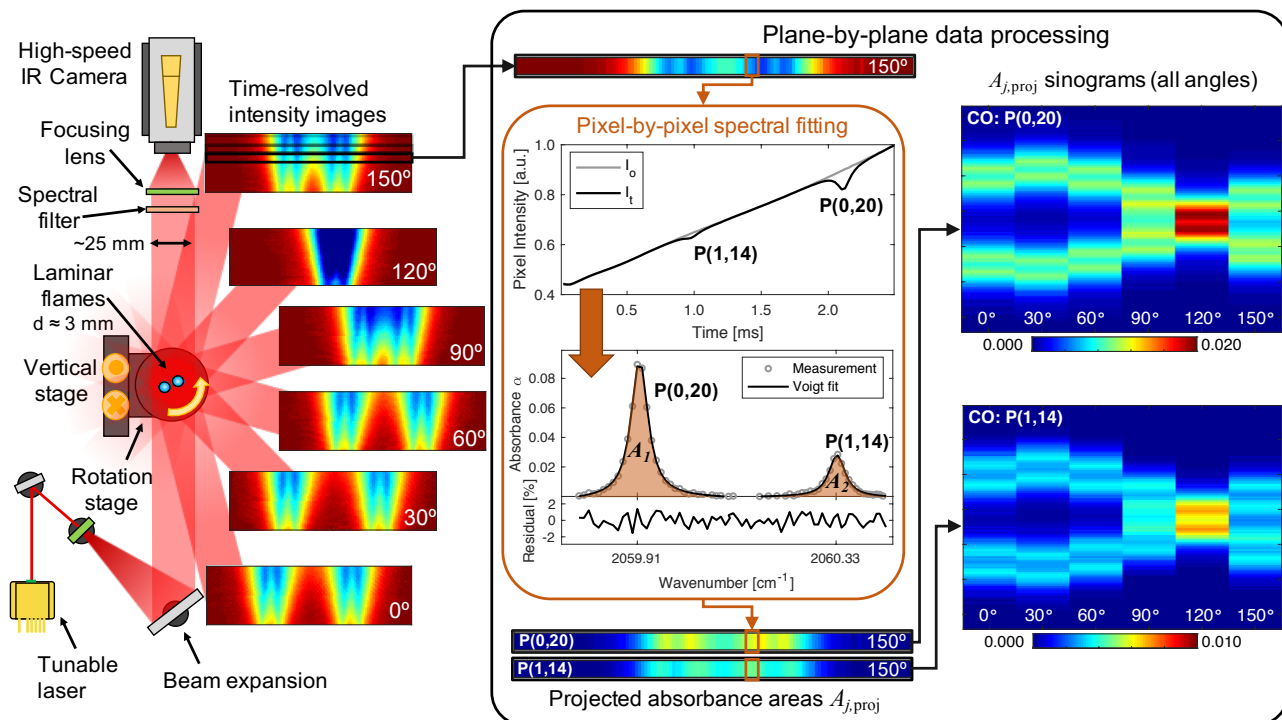 High-speed
IR Camera
Focusing
lens
Spectral
filter
~25 mm
Laminar
flames
d ≈ 3 mm
Vertical
stage
Rotation
stage
Tunable
laser
Beam expansion
Time-resolved
intensity images
150º
120º
90º
60º
30º
0º
Plane-by-plane data processing
150º
Pixel-by-pixel spectral fitting
Pixel Intensity [a.u.]
1.0
0.8
0.6
0.4
I_o
I_t
P(0,20)
P(1,14)
0.5 1.0 1.5 2.0
Time [ms]
Absorbance α
0.08
0.06
0.04
0.02
0
Measurement
Voigt fit
P(0,20)
A_1
P(1,14)
A_2
Residual [%]
2
0
-2
2059.91 2060.33
Wavenumber [cm⁻¹]
P(0,20) 150º
P(1,14) 150º
Projected absorbance areas A_{j,proj}
A_{j,proj} sinograms (all angles)
CO: P(0,20)
0° 30° 60° 90° 120° 150°
0.000 0.020
CO: P(1,14)
0° 30° 60° 90° 120° 150°
0.000 0.010